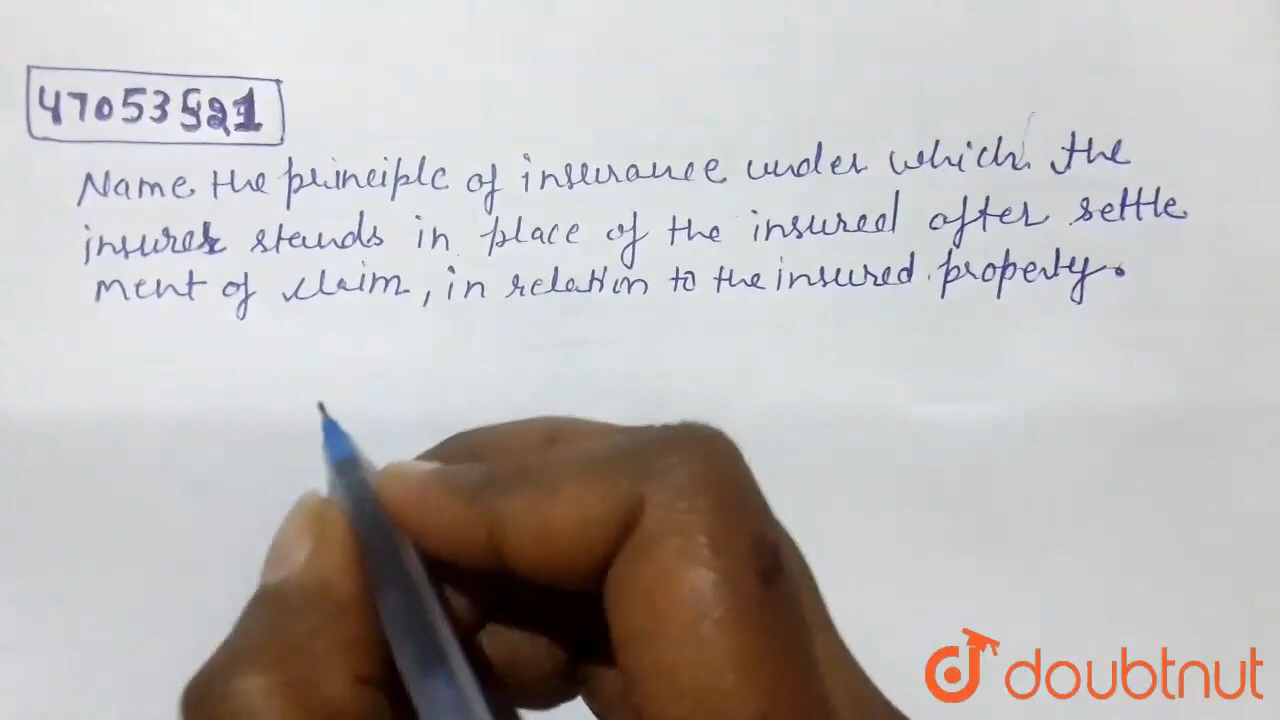 47053521
Name the principle of insurance under which the
insurer stands in place of the insured after settle
ment of claim, in relation to the insured property.
doubtnut